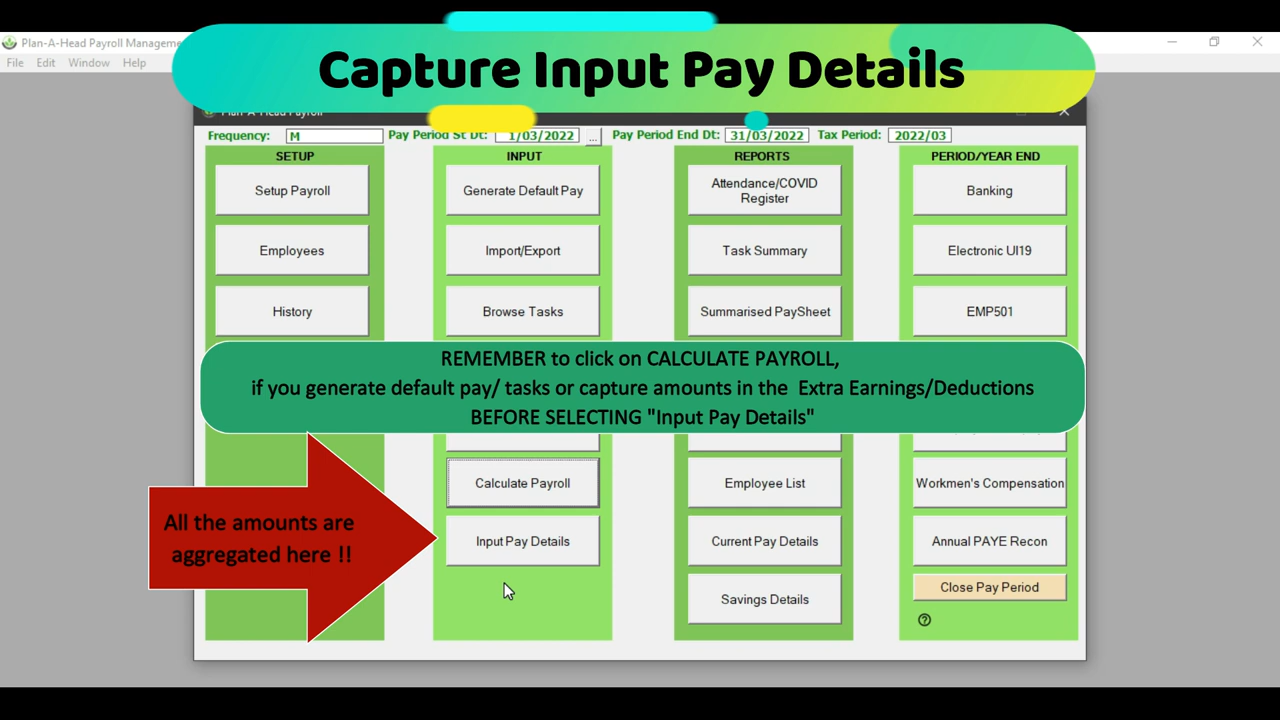 Plan-A-Head Payroll Manageme
Capture Input Pay Details
File Edit Window Help
Plan-A-Head Payroll
Frequency: M Pay Period St Dt: 1/03/2022 ... Pay Period End Dt: 31/03/2022 Tax Period: 2022/03
SETUP INPUT REPORTS PERIOD/YEAR END
Setup Payroll Generate Default Pay Attendance/COVID Register Banking
Employees Import/Export Task Summary Electronic UI19
History Browse Tasks Summarised PaySheet EMP501
REMEMBER to click on CALCULATE PAYROLL,
if you generate default pay/ tasks or capture amounts in the Extra Earnings/Deductions
BEFORE SELECTING "Input Pay Details"
Calculate Payroll Employee List Workmen's Compensation
All the amounts are
aggregated here !!
Input Pay Details Current Pay Details Annual PAYE Recon
Close Pay Period
Savings Details